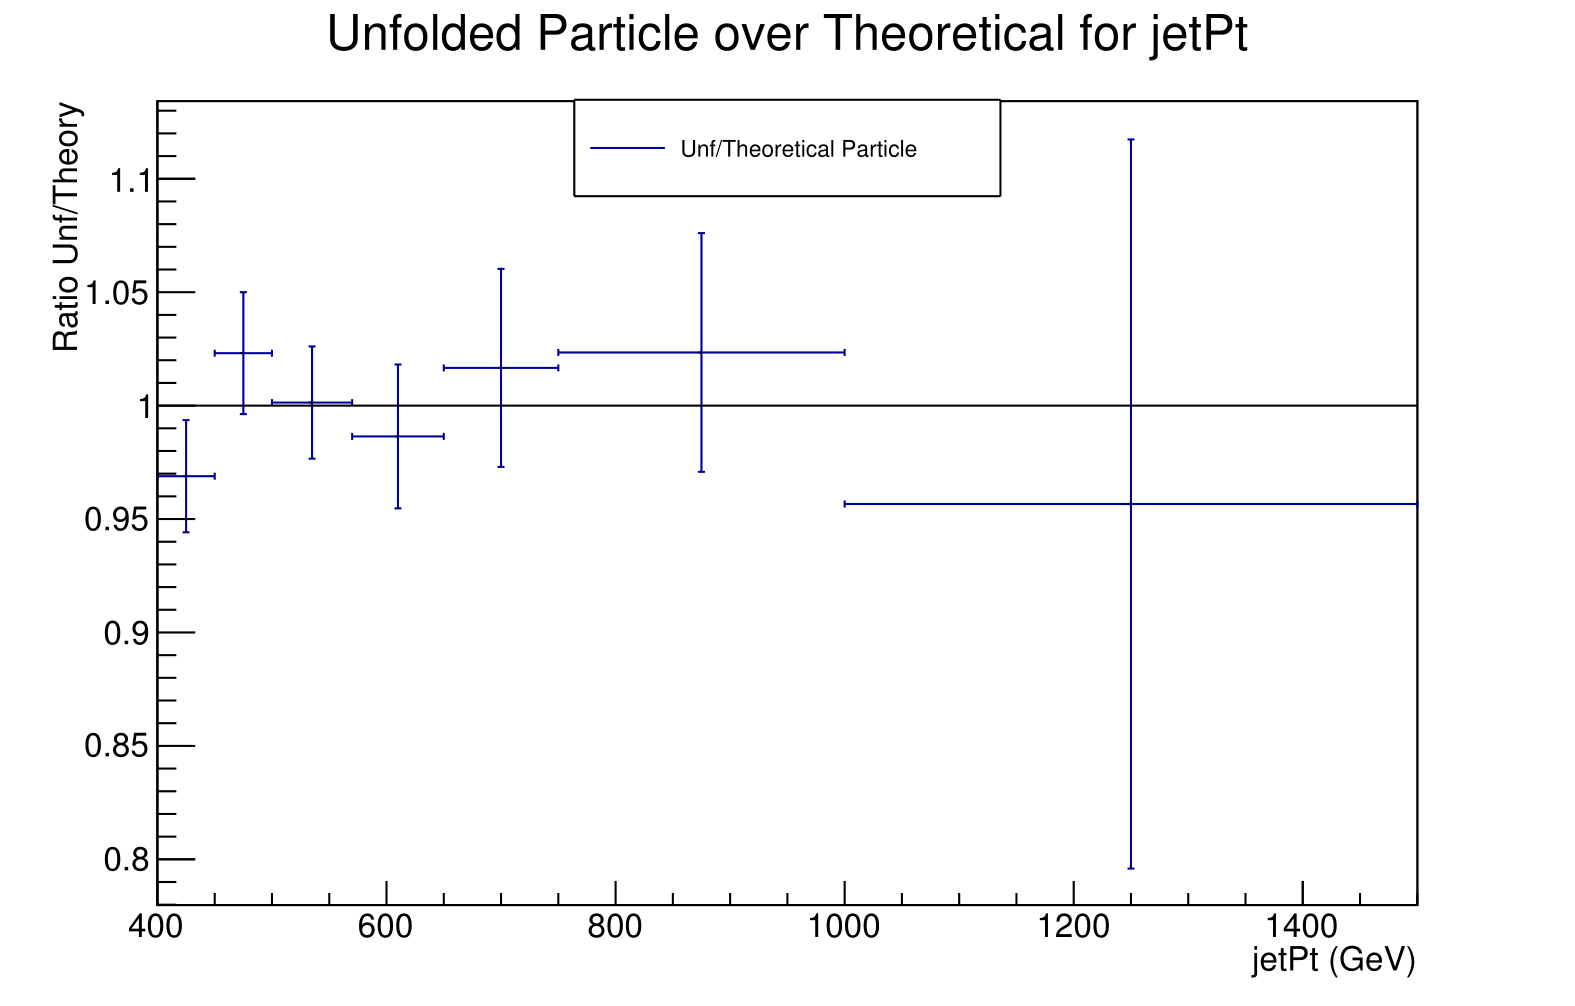 Unfolded Particle over Theoretical for jetPt
Unf/Theoretical Particle
Ratio Unf/Theory
1.1
1.05
1
0.95
0.9
0.85
0.8
400 600 800 1000 1200 1400
jetPt (GeV)